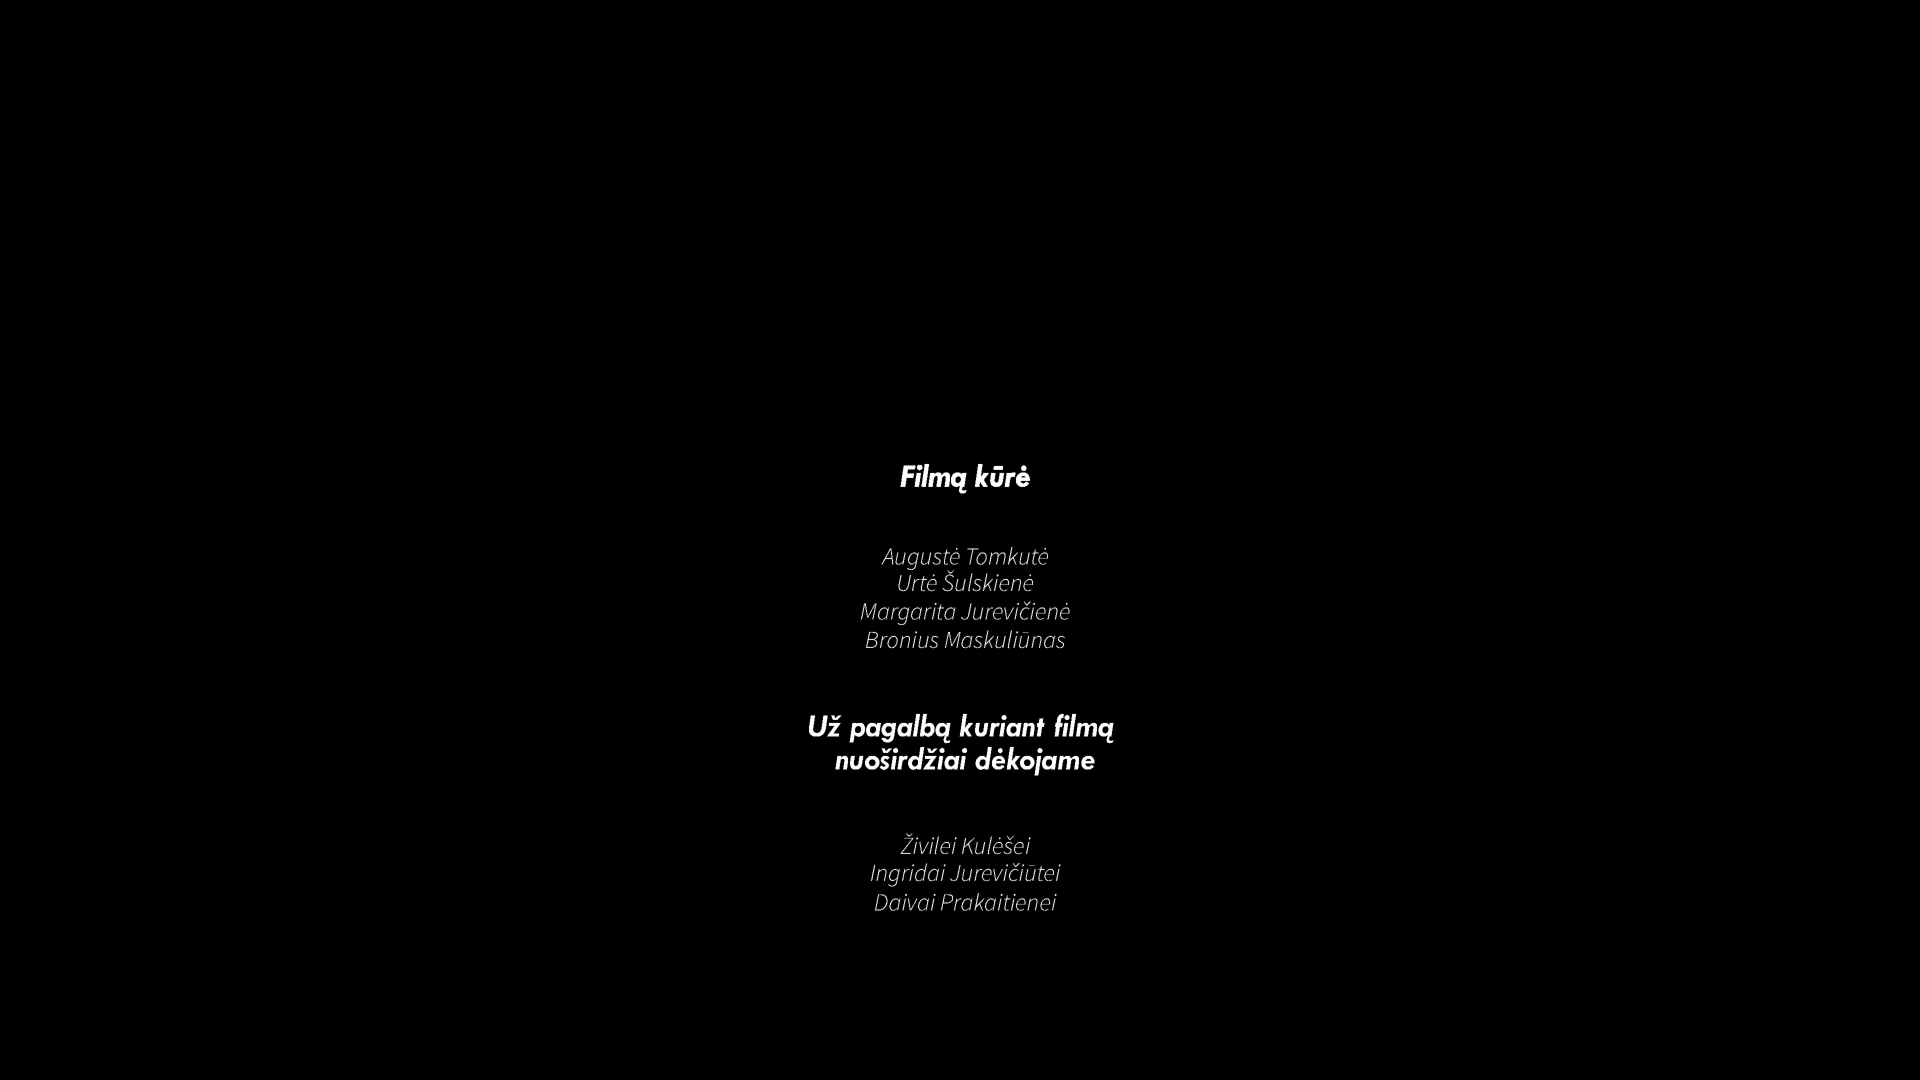 Filmą kūrė
Augustė Tomkutė
Urtė Šulskienė
Margarita Jurevičienė
Bronius Maskuliūnas
Už pagalbą kuriant filmą
nuoširdžiai dėkojame
Živilei Kulėšei
Ingridai Jurevičiūtei
Daivai Prakaitienei